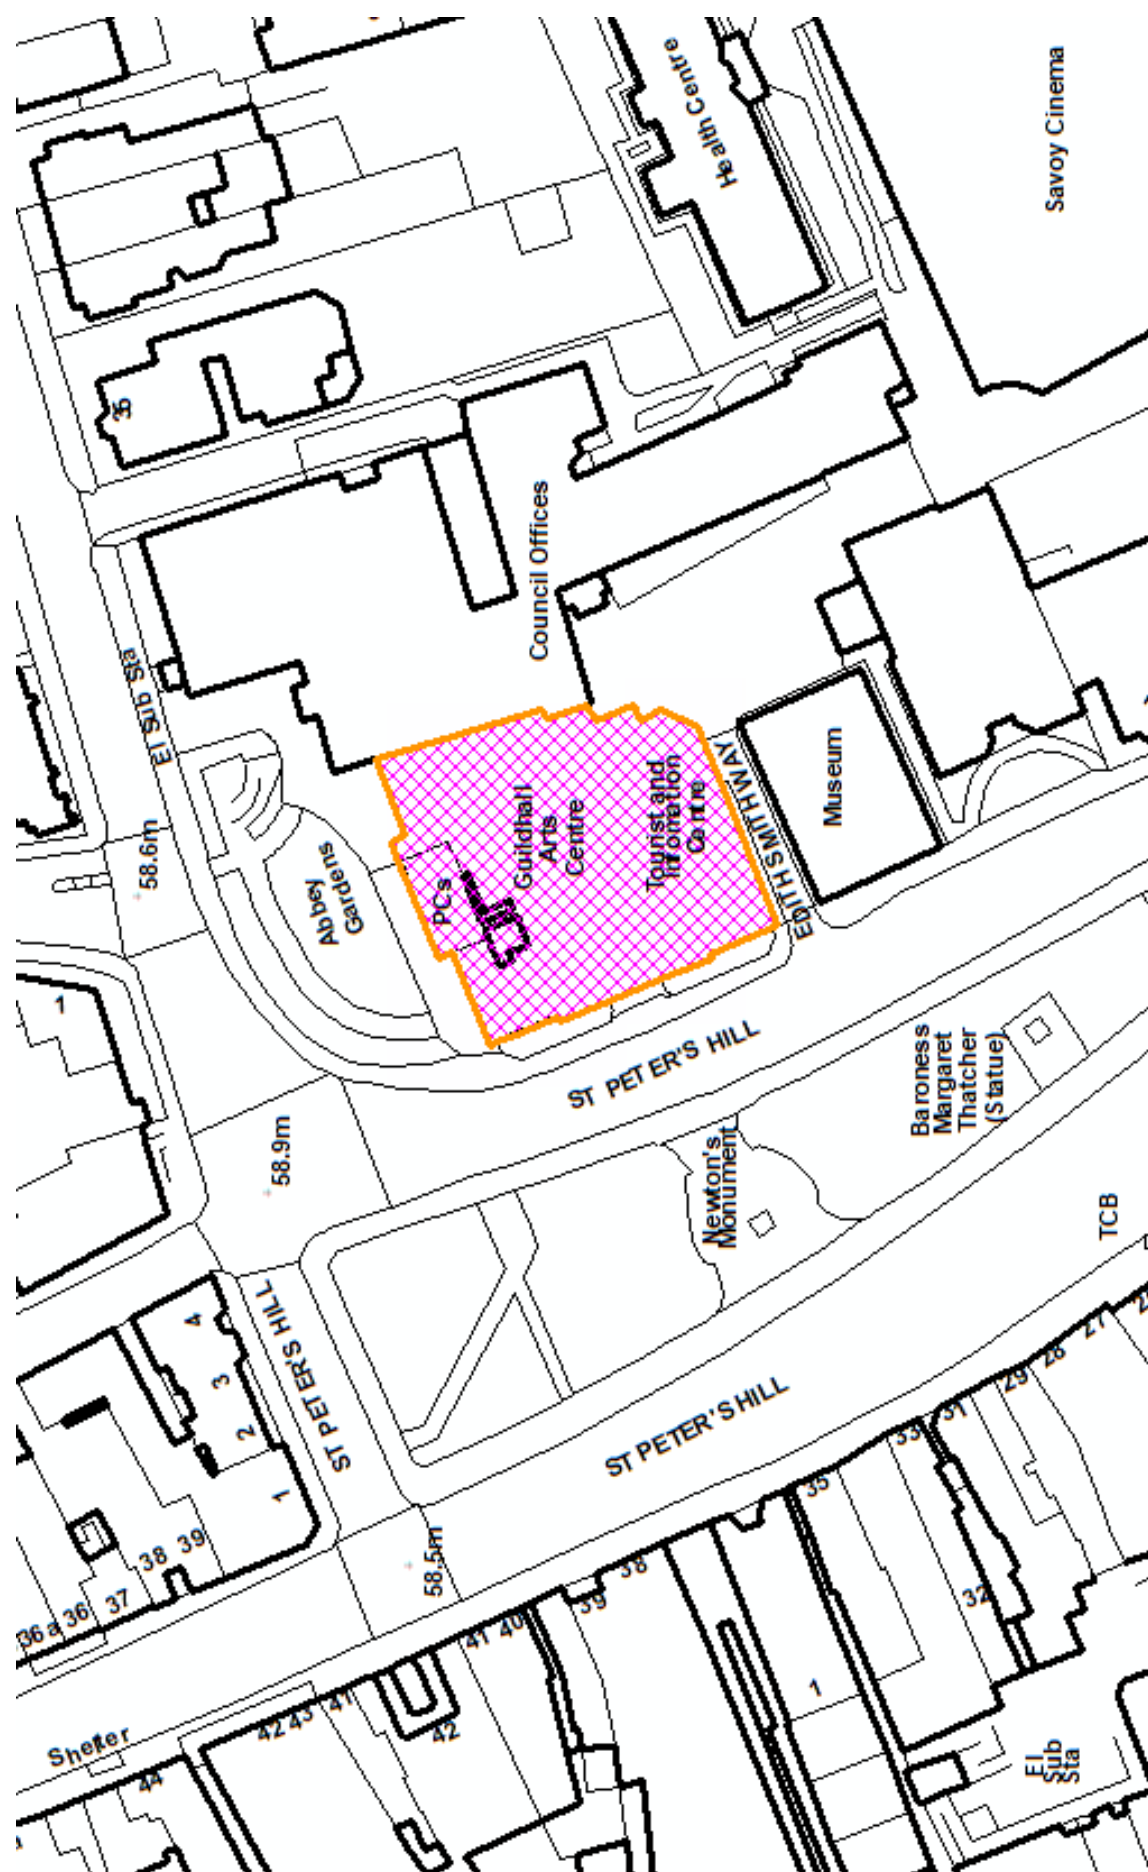 Health Centre
Savoy Cinema
35
Council Offices
El Sub Sta
58.6m
Abbey
Gardens
PCs
Guildhall
Arts
Centre
Tourist and
Information
Centre
EDITH SMITH WAY
Museum
1
ST PETER'S HILL
Baroness
Margaret
Thatcher
(Statue)
58.9m
Newton's
Monument
TCB
ST PETER'S HILL
4
3
2
1
ST PETER'S HILL
27
28
29
31
33
35
38
39
40
41
58.5m
39
38
37
36
36 a
32
1
41
43
42
42
Shelter
44
El
Sub
Sta